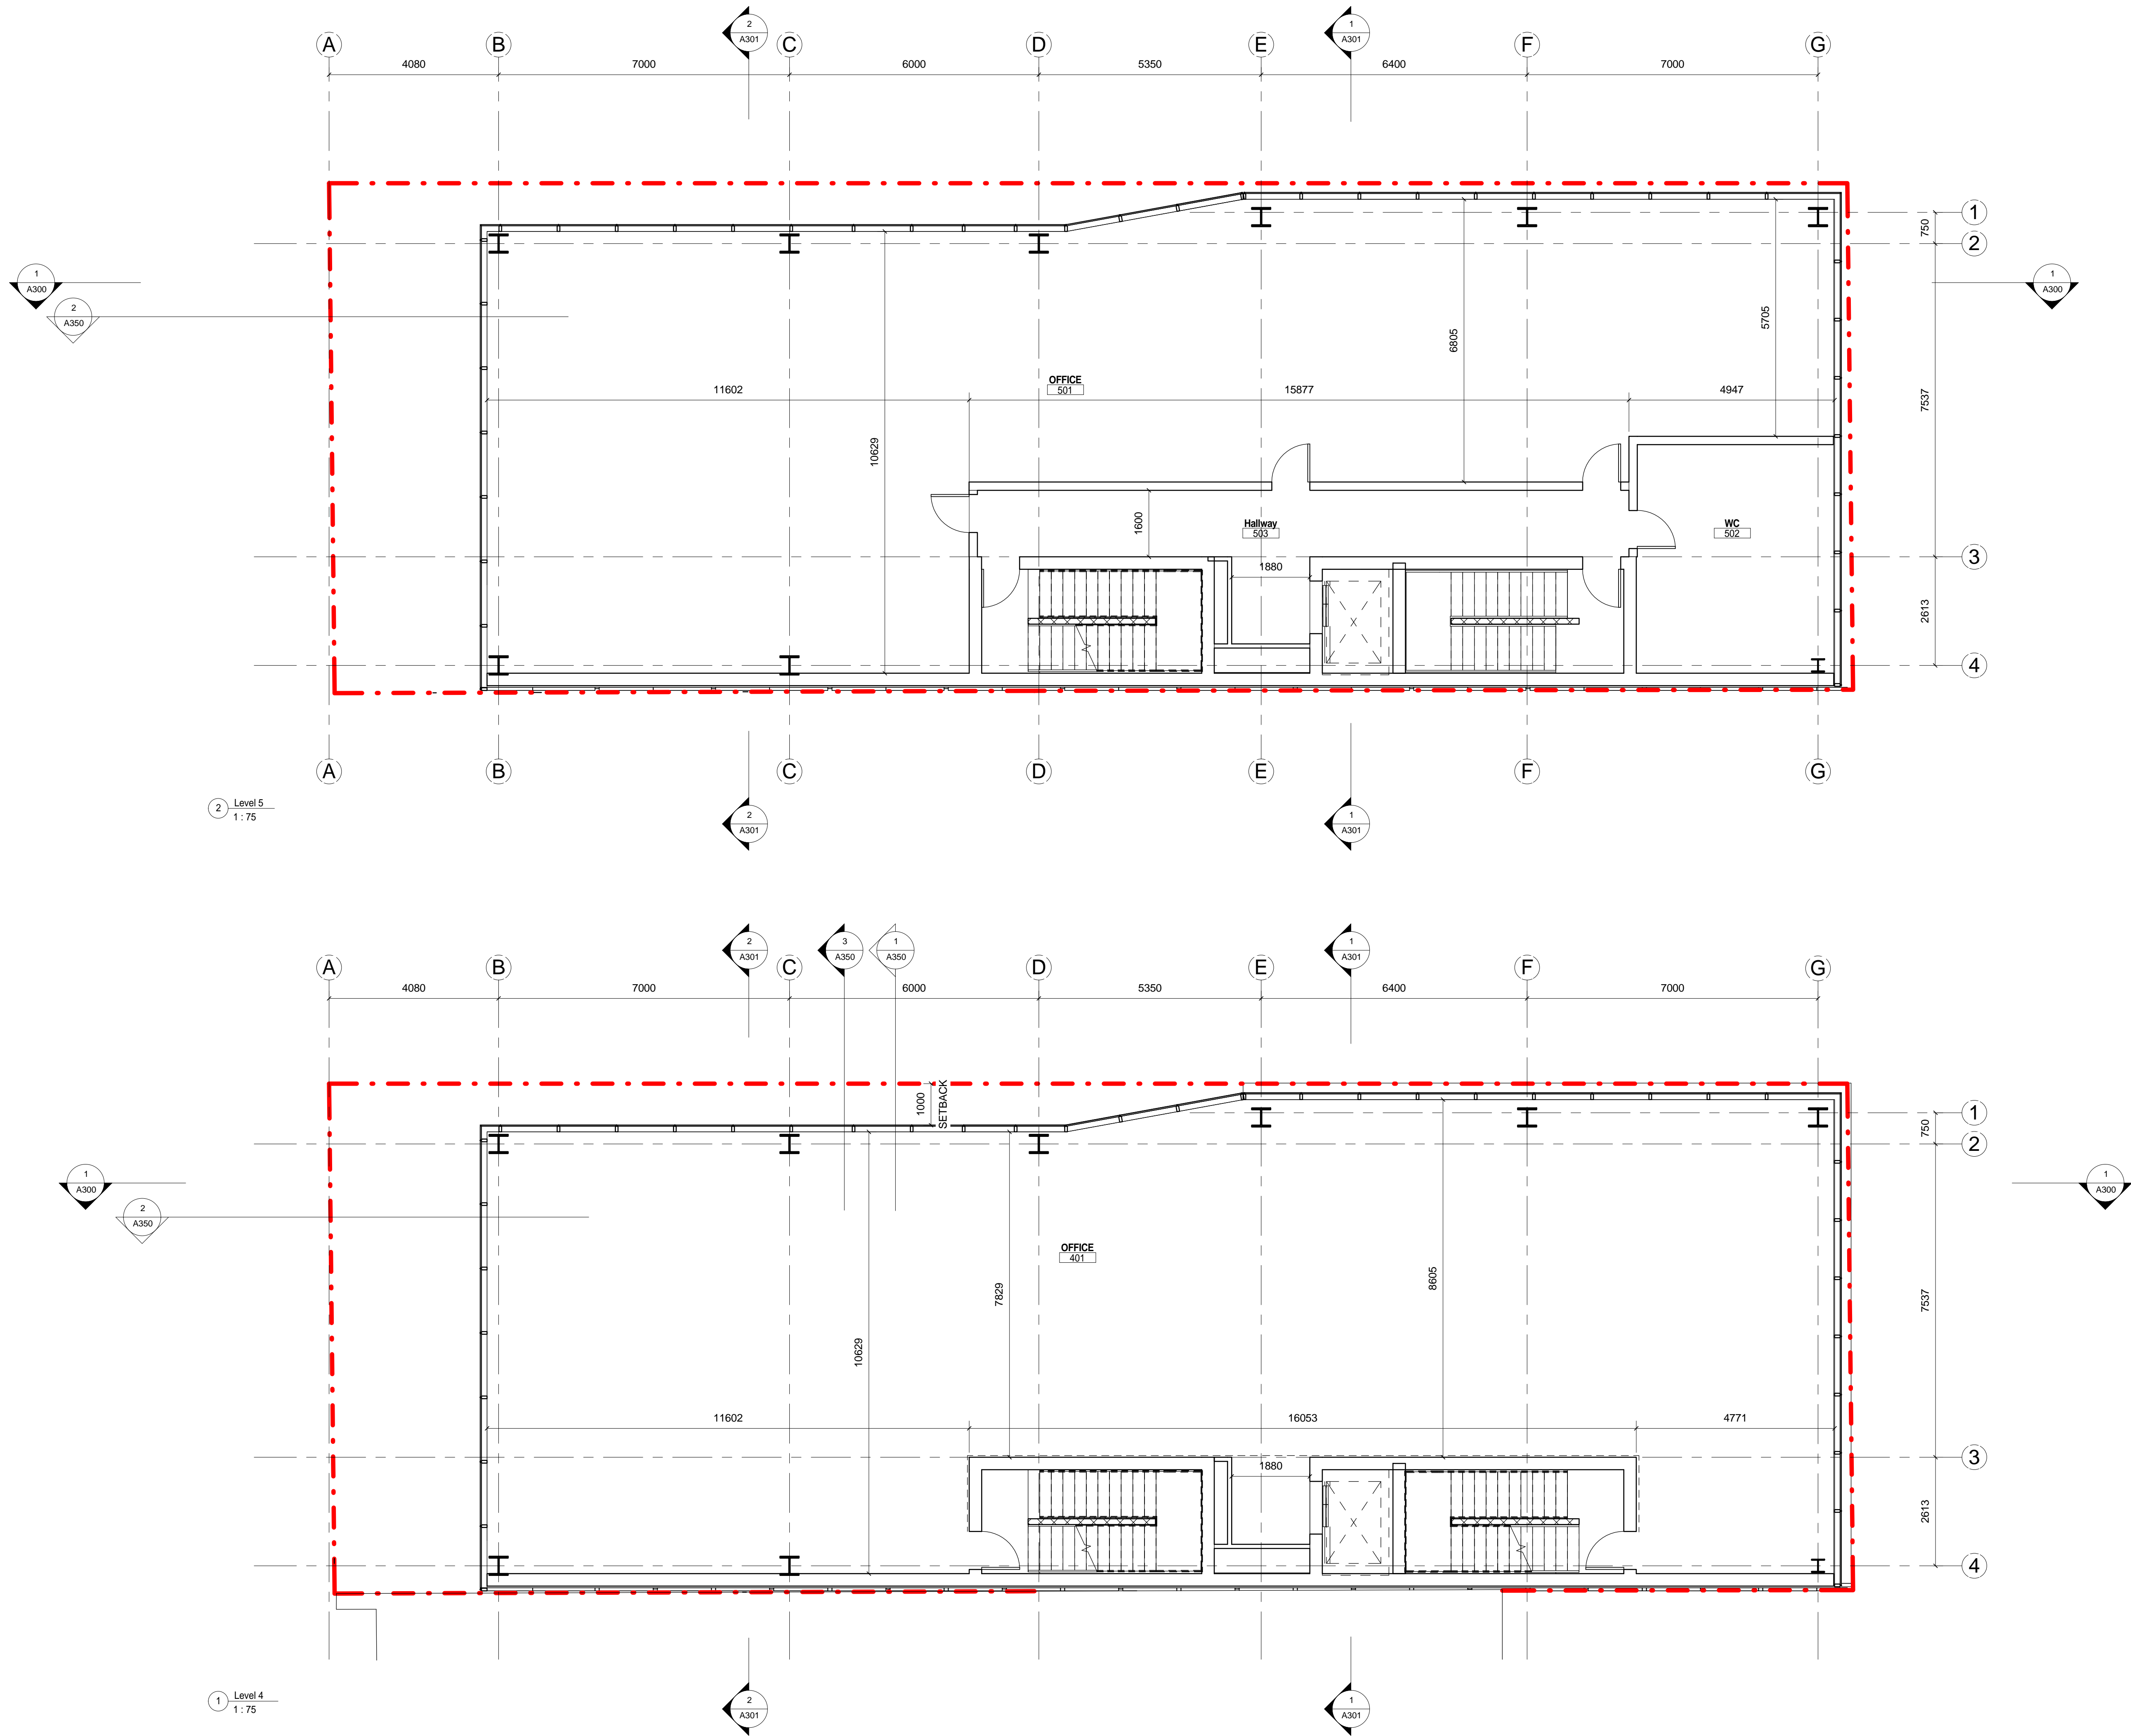 2
A301
1
A301
A
B
C
D
E
F
G
4080
7000
6000
5350
6400
7000
1
750
2
1
A300
2
A350
1
A300
5705
6805
7537
OFFICE
501
11602
15877
4947
10629
1600
Hallway
503
WC
502
3
1880
2613
4
A
B
C
D
E
F
G
2
Level 5
1 : 75
2
A301
1
A301
2
A301
3
A350
1
A350
1
A301
A
B
C
D
E
F
G
4080
7000
6000
5350
6400
7000
1000
SETBACK
1
750
2
1
A300
2
A350
1
A300
OFFICE
401
7829
8605
7537
10629
11602
16053
4771
3
1880
2613
4
1
Level 4
1 : 75
2
A301
1
A301